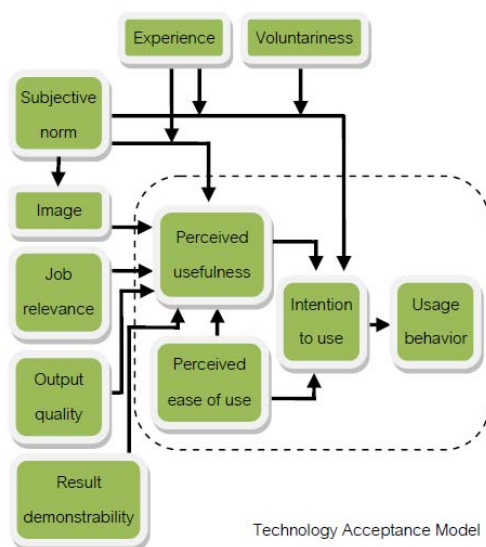 Experience
Voluntariness
Subjective
norm
Image
Perceived
usefulness
Job
relevance
Intention
to use
Usage
behavior
Perceived
ease of use
Output
quality
Result
demonstrability
Technology Acceptance Model